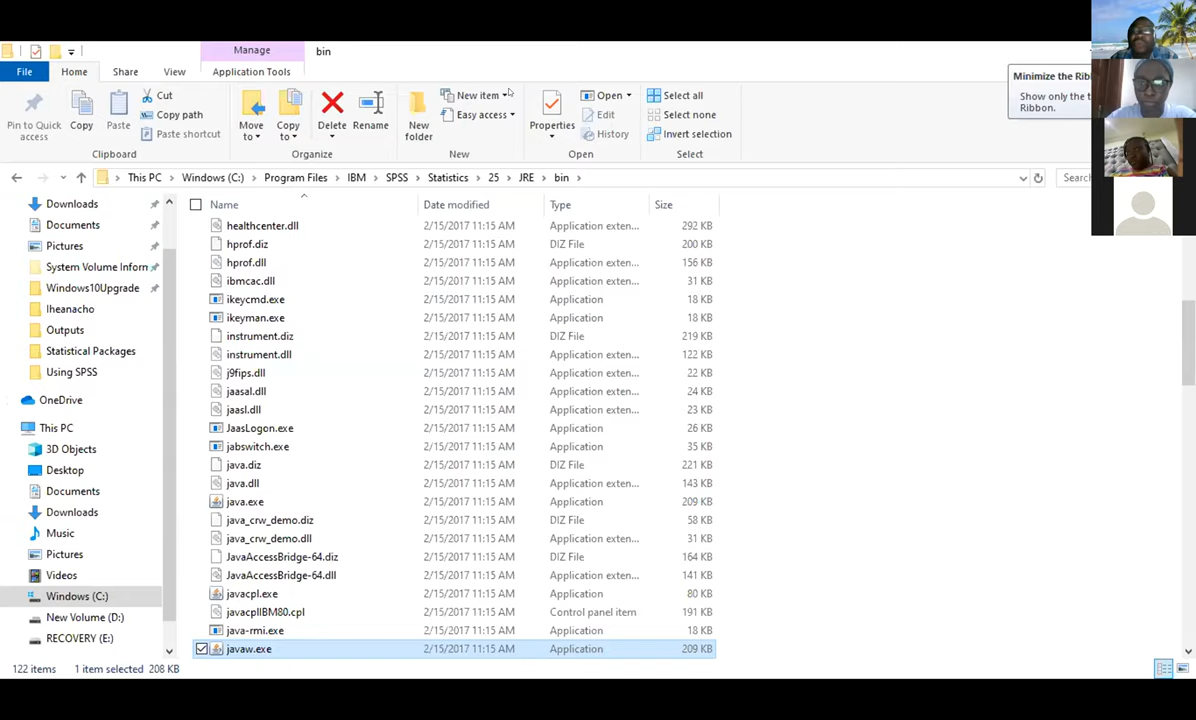 Manage
bin
File
Home
Share
View
Application Tools
Minimize the Rib
Show only the t
Ribbon.
Pin to Quick access
Copy
Paste
Cut
Copy path
Paste shortcut
Move to
Copy to
Delete
Rename
New folder
New item
Easy access
Properties
Open
Edit
History
Select all
Select none
Invert selection
Clipboard
Organize
New
Open
Select
This PC > Windows (C:) > Program Files > IBM > SPSS > Statistics > 25 > JRE > bin >
Searc
Name Date modified Type Size
Downloads
Documents
Pictures
System Volume Inform
Windows10Upgrade
Iheanacho
Outputs
Statistical Packages
Using SPSS
OneDrive
This PC
3D Objects
Desktop
Documents
Downloads
Music
Pictures
Videos
Windows (C:)
New Volume (D:)
RECOVERY (E:)
healthcenter.dll 2/15/2017 11:15 AM Application exten... 292 KB
hprof.diz 2/15/2017 11:15 AM DIZ File 200 KB
hprof.dll 2/15/2017 11:15 AM Application exten... 156 KB
ibmcac.dll 2/15/2017 11:15 AM Application exten... 31 KB
ikeycmd.exe 2/15/2017 11:15 AM Application 18 KB
ikeyman.exe 2/15/2017 11:15 AM Application 18 KB
instrument.diz 2/15/2017 11:15 AM DIZ File 219 KB
instrument.dll 2/15/2017 11:15 AM Application exten... 122 KB
j9fips.dll 2/15/2017 11:15 AM Application exten... 22 KB
jaasal.dll 2/15/2017 11:15 AM Application exten... 24 KB
jaasl.dll 2/15/2017 11:15 AM Application exten... 23 KB
JaasLogon.exe 2/15/2017 11:15 AM Application 26 KB
jabswitch.exe 2/15/2017 11:15 AM Application 35 KB
java.diz 2/15/2017 11:15 AM DIZ File 221 KB
java.dll 2/15/2017 11:15 AM Application exten... 143 KB
java.exe 2/15/2017 11:15 AM Application 209 KB
java_crw_demo.diz 2/15/2017 11:15 AM DIZ File 58 KB
java_crw_demo.dll 2/15/2017 11:15 AM Application exten... 31 KB
JavaAccessBridge-64.diz 2/15/2017 11:15 AM DIZ File 164 KB
JavaAccessBridge-64.dll 2/15/2017 11:15 AM Application exten... 141 KB
javacpl.exe 2/15/2017 11:15 AM Application 80 KB
javacplIBM80.cpl 2/15/2017 11:15 AM Control panel item 191 KB
java-rmi.exe 2/15/2017 11:15 AM Application 18 KB
javaw.exe 2/15/2017 11:15 AM Application 209 KB
122 items 1 item selected 208 KB